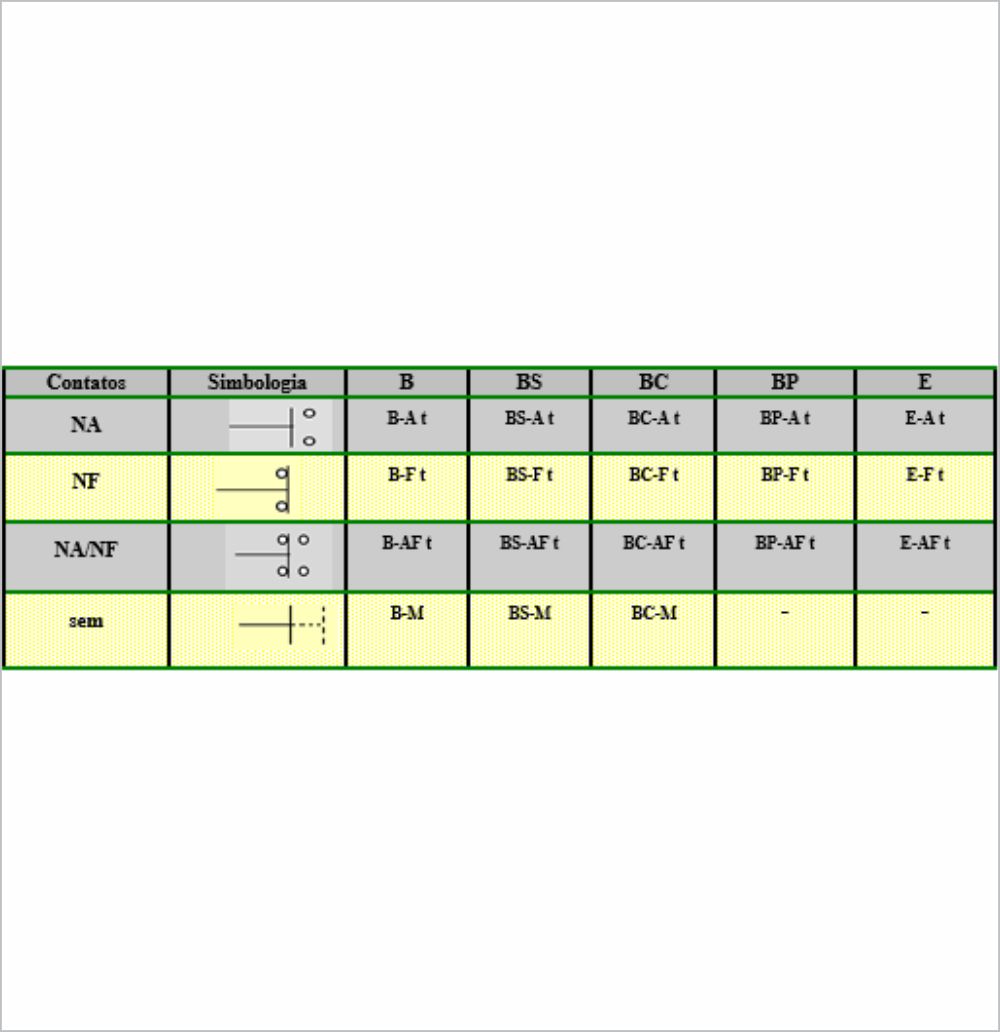 Contatos Simbologia B BS BC BP E
NA B-A t BS-A t BC-A t BP-A t E-A t
NF B-F t BS-F t BC-F t BP-F t E-F t
NA/NF B-AF t BS-AF t BC-AF t BP-AF t E-AF t
sem B-M BS-M BC-M - -